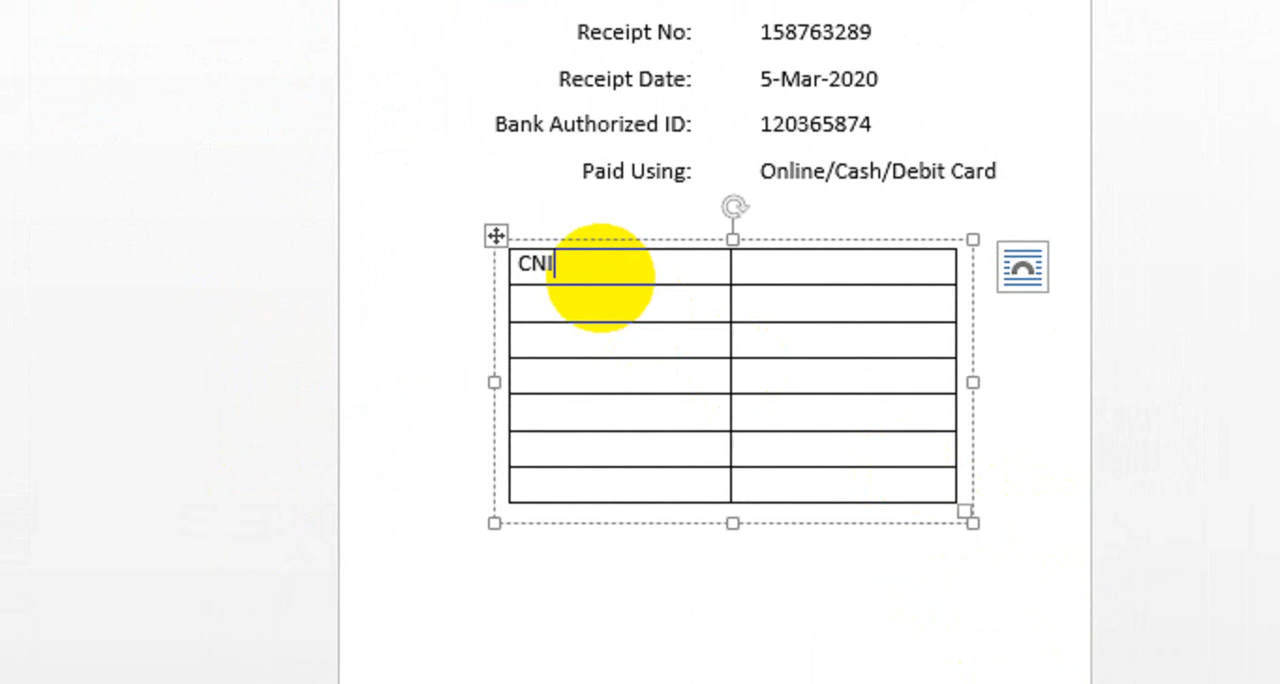 Receipt No: 158763289
Receipt Date: 5-Mar-2020
Bank Authorized ID: 120365874
Paid Using: Online/Cash/Debit Card
CNI